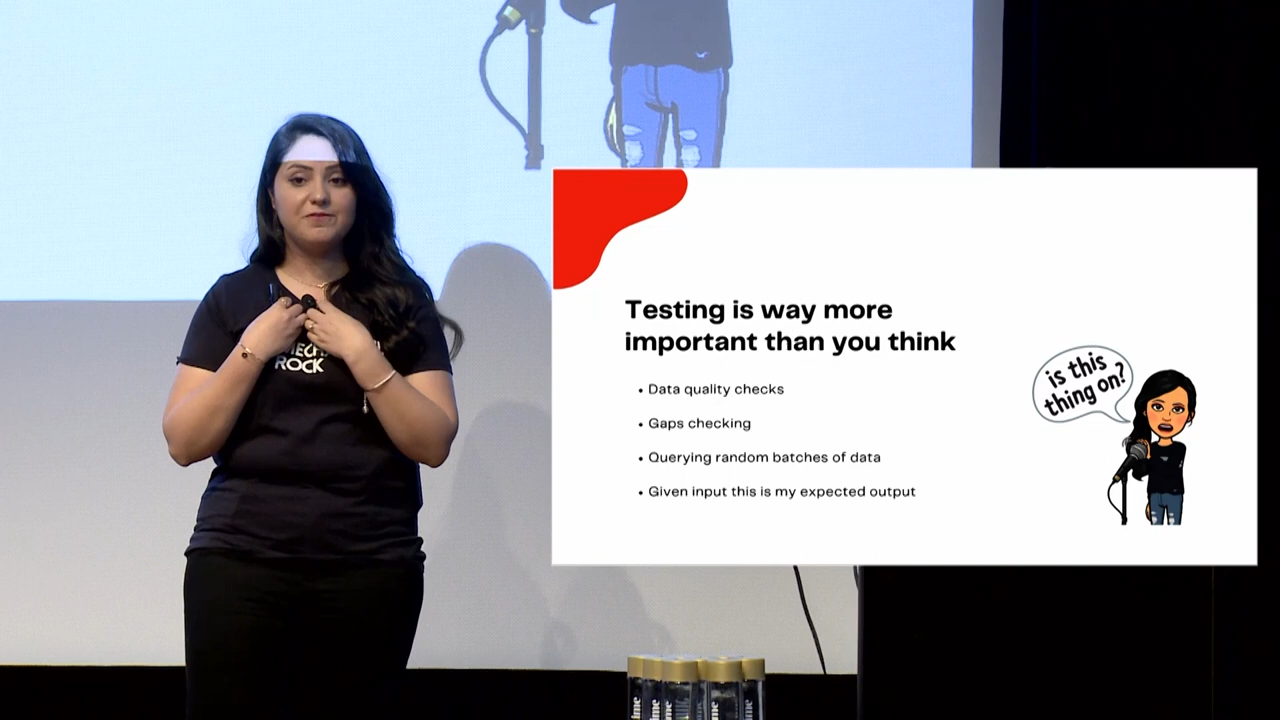 TECH
ROCK
Testing is way more
important than you think
• Data quality checks
• Gaps checking
• Querying random batches of data
• Given input this is my expected output
is this
thing on?